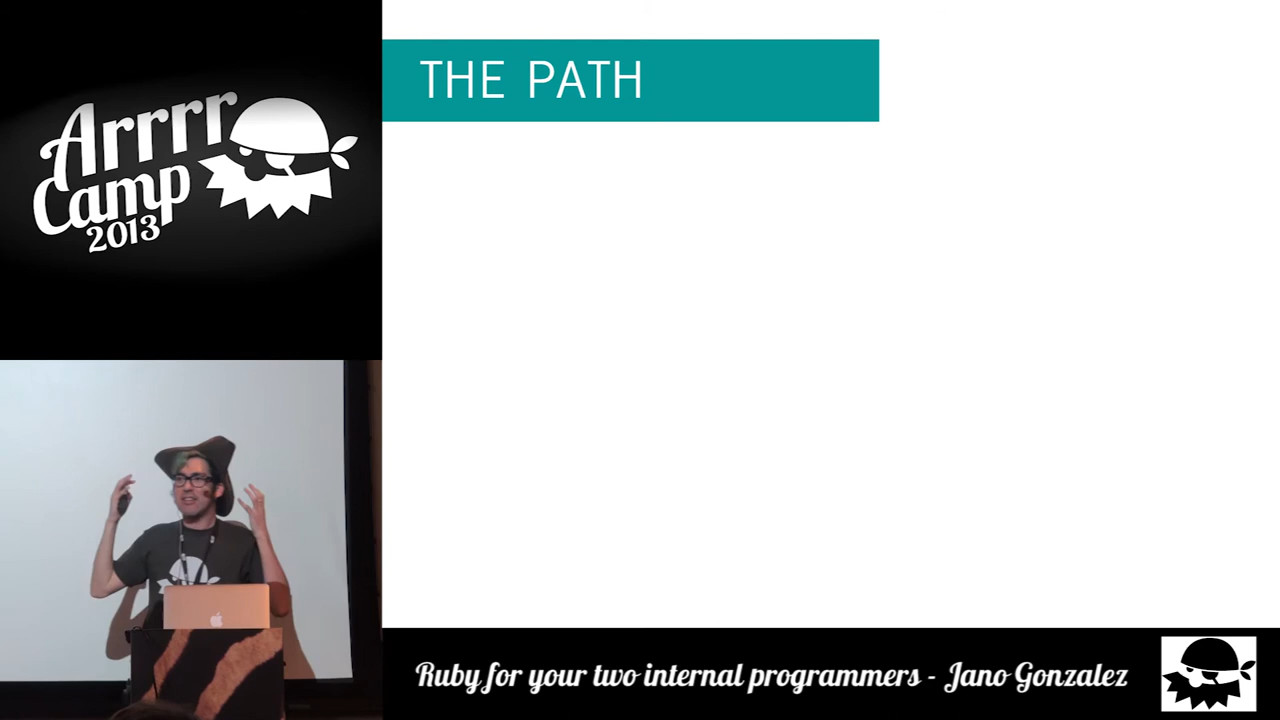 Arrrr
Camp
2013
THE PATH
Ruby for your two internal programmers - Jano Gonzalez